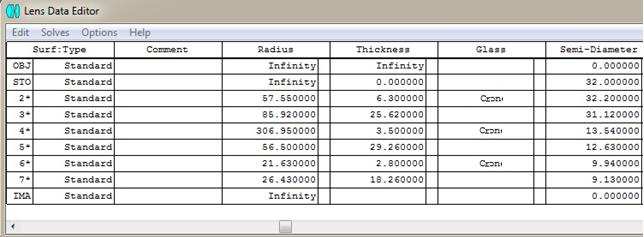 Lens Data Editor
Edit Solves Options Help
Surf:Type Comment Radius Thickness Glass Semi-Diameter
OBJ Standard Infinity Infinity 0.000000
STO Standard Infinity 0.000000 32.000000
2* Standard 57.550000 6.300000 32.200000
3* Standard 85.920000 25.620000 31.120000
4* Standard 306.950000 3.500000 13.540000
5* Standard 56.500000 29.260000 12.630000
6* Standard 21.630000 2.800000 9.940000
7* Standard 26.430000 18.260000 9.130000
IMA Standard Infinity 0.000000